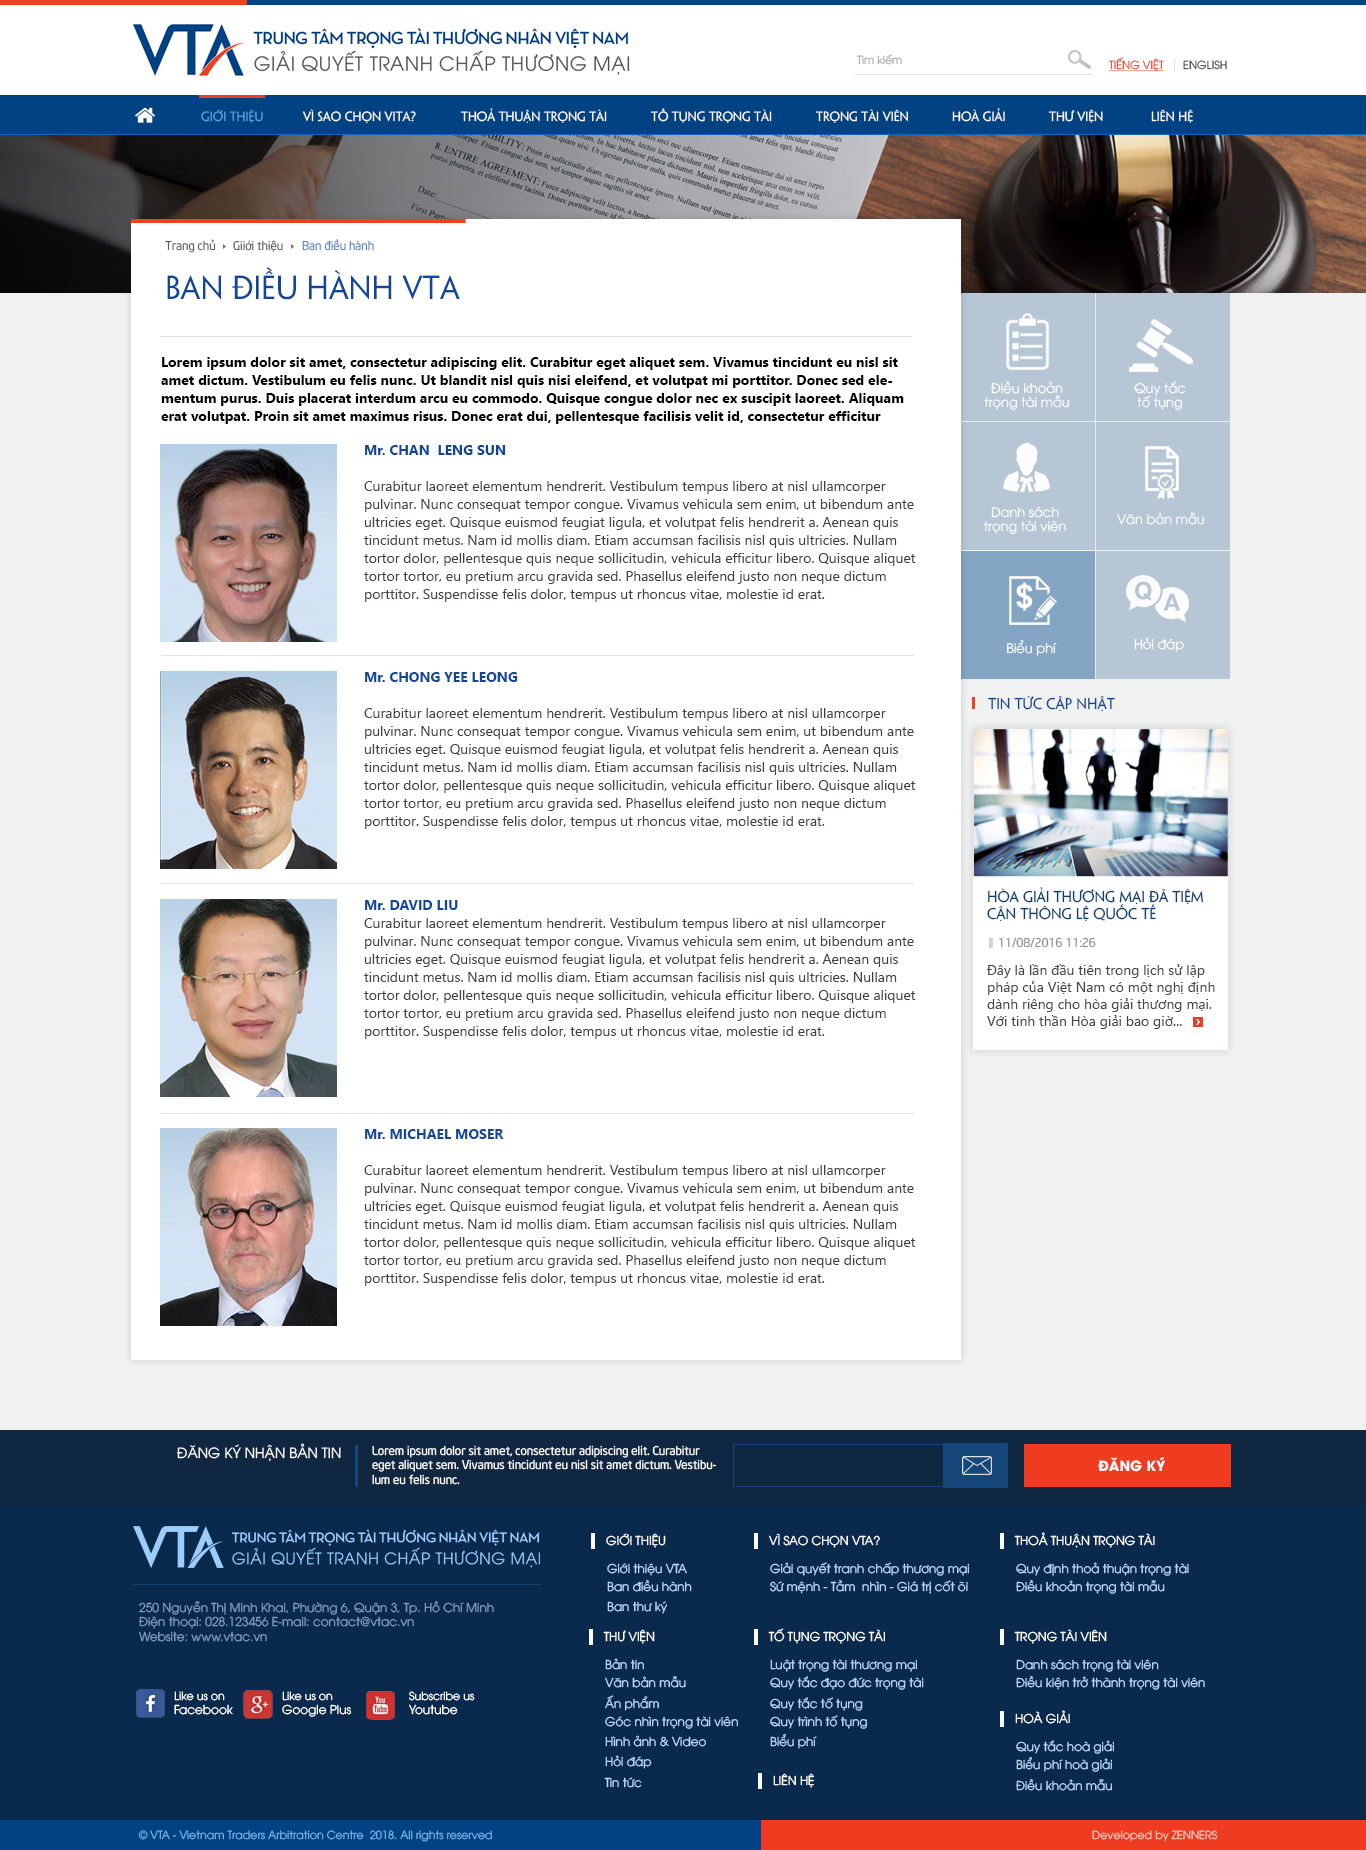 VTA
TRUNG TÂM TRỌNG TÀI THƯƠNG NHÂN VIỆT NAM
GIẢI QUYẾT TRANH CHẤP THƯƠNG MẠI
Tìm kiếm
TIẾNG VIỆT
ENGLISH
GIỚI THIỆU
VÌ SAO CHỌN VITA?
THOẢ THUẬN TRỌNG TÀI
TỐ TỤNG TRỌNG TÀI
TRỌNG TÀI VIÊN
HOÀ GIẢI
THƯ VIỆN
LIÊN HỆ
8. ENTIRE AGREEMENT:
Date:
First Par
Trang chủ
Giới thiệu
Ban điều hành
BAN ĐIỀU HÀNH VTA
Lorem ipsum dolor sit amet, consectetur adipiscing elit. Curabitur eget aliquet sem. Vivamus tincidunt eu nisl sit
amet dictum. Vestibulum eu felis nunc. Ut blandit nisl quis nisi eleifend, et volutpat mi porttitor. Donec sed ele-
mentum purus. Duis placerat interdum arcu eu commodo. Quisque congue dolor nec ex suscipit laoreet. Aliquam
erat volutpat. Proin sit amet maximus risus. Donec erat dui, pellentesque facilisis velit id, consectetur efficitur
Mr. CHAN  LENG SUN
Curabitur laoreet elementum hendrerit. Vestibulum tempus libero at nisl ullamcorper
pulvinar. Nunc consequat tempor congue. Vivamus vehicula sem enim, ut bibendum ante
ultricies eget. Quisque euismod feugiat ligula, et volutpat felis hendrerit a. Aenean quis
tincidunt metus. Nam id mollis diam. Etiam accumsan facilisis nisl quis ultricies. Nullam
tortor dolor, pellentesque quis neque sollicitudin, vehicula efficitur libero. Quisque aliquet
tortor tortor, eu pretium arcu gravida sed. Phasellus eleifend justo non neque dictum
porttitor. Suspendisse felis dolor, tempus ut rhoncus vitae, molestie id erat.
Mr. CHONG YEE LEONG
Curabitur laoreet elementum hendrerit. Vestibulum tempus libero at nisl ullamcorper
pulvinar. Nunc consequat tempor congue. Vivamus vehicula sem enim, ut bibendum ante
ultricies eget. Quisque euismod feugiat ligula, et volutpat felis hendrerit a. Aenean quis
tincidunt metus. Nam id mollis diam. Etiam accumsan facilisis nisl quis ultricies. Nullam
tortor dolor, pellentesque quis neque sollicitudin, vehicula efficitur libero. Quisque aliquet
tortor tortor, eu pretium arcu gravida sed. Phasellus eleifend justo non neque dictum
porttitor. Suspendisse felis dolor, tempus ut rhoncus vitae, molestie id erat.
Mr. DAVID LIU
Curabitur laoreet elementum hendrerit. Vestibulum tempus libero at nisl ullamcorper
pulvinar. Nunc consequat tempor congue. Vivamus vehicula sem enim, ut bibendum ante
ultricies eget. Quisque euismod feugiat ligula, et volutpat felis hendrerit a. Aenean quis
tincidunt metus. Nam id mollis diam. Etiam accumsan facilisis nisl quis ultricies. Nullam
tortor dolor, pellentesque quis neque sollicitudin, vehicula efficitur libero. Quisque aliquet
tortor tortor, eu pretium arcu gravida sed. Phasellus eleifend justo non neque dictum
porttitor. Suspendisse felis dolor, tempus ut rhoncus vitae, molestie id erat.
Mr. MICHAEL MOSER
Curabitur laoreet elementum hendrerit. Vestibulum tempus libero at nisl ullamcorper
pulvinar. Nunc consequat tempor congue. Vivamus vehicula sem enim, ut bibendum ante
ultricies eget. Quisque euismod feugiat ligula, et volutpat felis hendrerit a. Aenean quis
tincidunt metus. Nam id mollis diam. Etiam accumsan facilisis nisl quis ultricies. Nullam
tortor dolor, pellentesque quis neque sollicitudin, vehicula efficitur libero. Quisque aliquet
tortor tortor, eu pretium arcu gravida sed. Phasellus eleifend justo non neque dictum
porttitor. Suspendisse felis dolor, tempus ut rhoncus vitae, molestie id erat.
Điều khoản
trọng tài mẫu
Quy tắc
tố tụng
Danh sách
trọng tài viên
Văn bản mẫu
$
Biểu phí
Q A
Hỏi đáp
TIN TỨC CẬP NHẬT
HÒA GIẢI THƯƠNG MẠI ĐÃ TIỆM
CẬN THÔNG LỆ QUỐC TẾ
11/08/2016 11:26
Đây là lần đầu tiên trong lịch sử lập
pháp của Việt Nam có một nghị định
dành riêng cho hòa giải thương mại.
Với tinh thần Hòa giải bao giờ...
ĐĂNG KÝ NHẬN BẢN TIN
Lorem ipsum dolor sit amet, consectetur adipiscing elit. Curabitur
eget aliquet sem. Vivamus tincidunt eu nisl sit amet dictum. Vestibu-
lum eu felis nunc.
ĐĂNG KÝ
VTA
TRUNG TÂM TRỌNG TÀI THƯƠNG NHÂN VIỆT NAM
GIẢI QUYẾT TRANH CHẤP THƯƠNG MẠI
250 Nguyễn Thị Minh Khai, Phường 6, Quận 3, Tp. Hồ Chí Minh
Điện thoại: 028.123456 E-mail: contact@vtac.vn
Website: www.vtac.vn
f
Like us on
Facebook
g+
Like us on
Google Plus
You Tube
Subscribe us
Youtube
GIỚI THIỆU
Giới thiệu VTA
Ban điều hành
Ban thư ký
THƯ VIỆN
Bản tin
Văn bản mẫu
Ấn phẩm
Góc nhìn trọng tài viên
Hình ảnh & Video
Hỏi đáp
Tin tức
VÌ SAO CHỌN VTA?
Giải quyết tranh chấp thương mại
Sứ mệnh - Tầm  nhìn - Giá trị cốt õi
TỐ TỤNG TRỌNG TÀI
Luật trọng tài thương mại
Quy tắc đạo đức trọng tài
Quy tắc tố tụng
Quy trình tố tụng
Biểu phí
LIÊN HỆ
THOẢ THUẬN TRỌNG TÀI
Quy định thoả thuận trọng tài
Điều khoản trọng tài mẫu
TRỌNG TÀI VIÊN
Danh sách trọng tài viên
Điều kiện trở thành trọng tài viên
HOÀ GIẢI
Quy tắc hoà giải
Biểu phí hoà giải
Điều khoản mẫu
© VTA - Vietnam Traders Arbitration Centre  2018. All rights reserved
Developed by ZENNERS